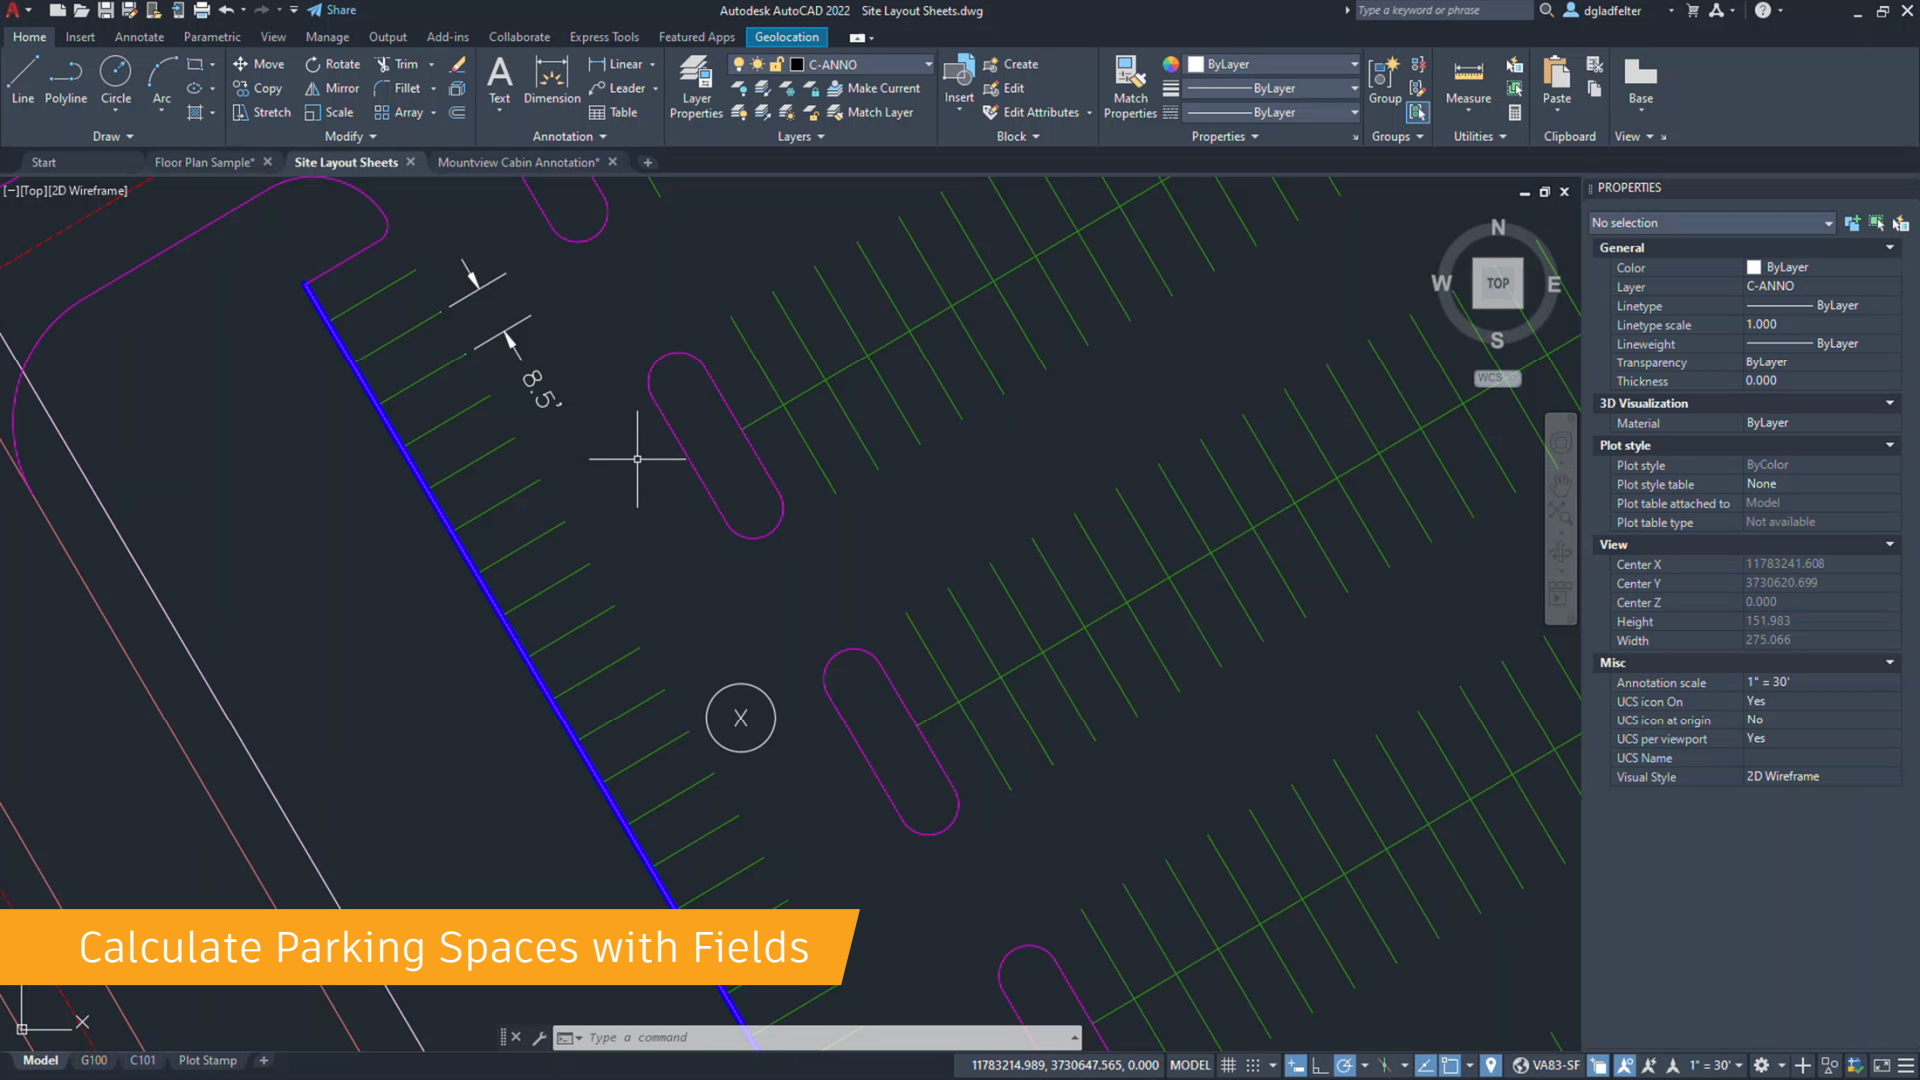 Share
Autodesk AutoCAD 2022 Site Layout Sheets.dwg
Type a keyword or phrase
dgladfelter
Home Insert Annotate Parametric View Manage Output Add-ins Collaborate Express Tools Featured Apps Geolocation
Line Polyline Circle Arc
Draw
Move Rotate Trim
Copy Mirror Fillet
Stretch Scale Array
Modify
Text Dimension
Linear
Leader
Table
Annotation
Layer Properties
C-ANNO
Make Current
Match Layer
Layers
Insert
Create
Edit
Edit Attributes
Block
Match Properties
ByLayer
ByLayer
ByLayer
Properties
Group
Groups
Measure
Utilities
Paste
Clipboard
Base
View
Start Floor Plan Sample* Site Layout Sheets Mountview Cabin Annotation*
[−][Top][2D Wireframe]
8.5'
X
N
W TOP E
S
WCS
PROPERTIES
No selection
General
Color ByLayer
Layer C-ANNO
Linetype ByLayer
Linetype scale 1.000
Lineweight ByLayer
Transparency ByLayer
Thickness 0.000
3D Visualization
Material ByLayer
Plot style
Plot style ByColor
Plot style table None
Plot table attached to Model
Plot table type Not available
View
Center X 11783241.608
Center Y 3730620.699
Center Z 0.000
Height 151.983
Width 275.066
Misc
Annotation scale 1" = 30'
UCS icon On Yes
UCS icon at origin No
UCS per viewport Yes
UCS Name
Visual Style 2D Wireframe
Calculate Parking Spaces with Fields
X
Type a command
Model G100 C101 Plot Stamp
11783214.989, 3730647.565, 0.000 MODEL
VA83-SF
1" = 30'